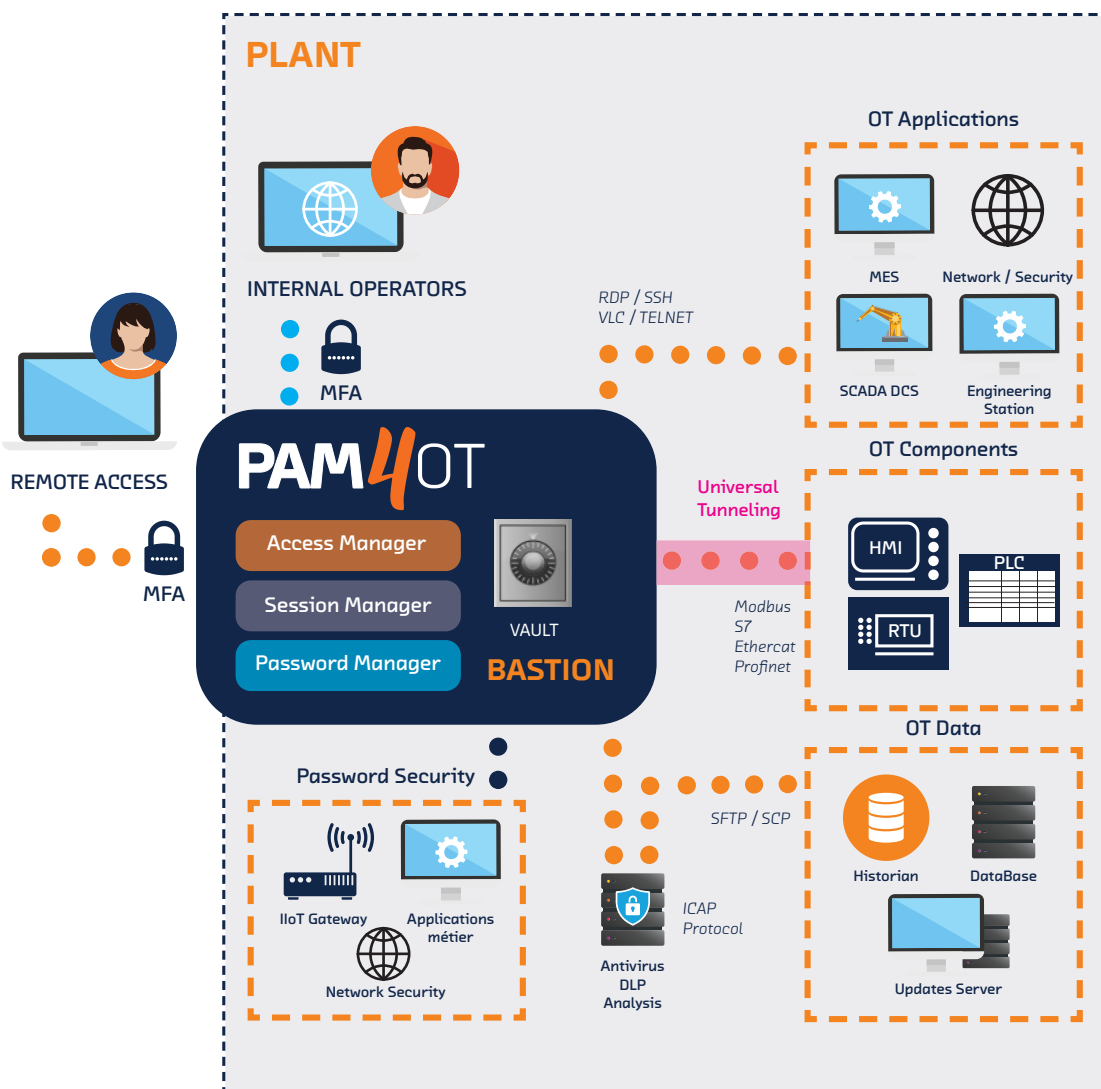 PLANT
OT Applications
MES
Network / Security
SCADA DCS
Engineering
Station
INTERNAL OPERATORS
MFA
RDP / SSH
VLC / TELNET
REMOTE ACCESS
MFA
PAM4OT
Access Manager
Session Manager
Password Manager
VAULT
BASTION
Universal
Tunneling
Modbus
S7
Ethercat
Profinet
OT Components
HMI
PLC
RTU
Password Security
IIoT Gateway
Applications
métier
Network Security
SFTP / SCP
ICAP
Protocol
Antivirus
DLP
Analysis
OT Data
Historian
DataBase
Updates Server